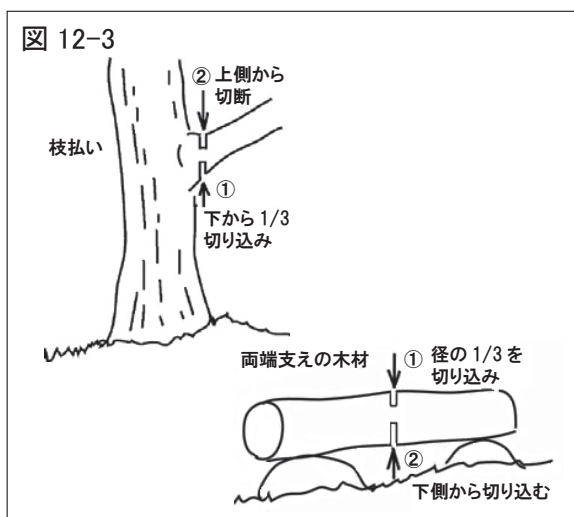 図 12-3
② 上側から
切断
枝払い
①
下から 1/3
切り込み
両端支えの木材
① 径の 1/3 を
切り込み
②
下側から切り込む